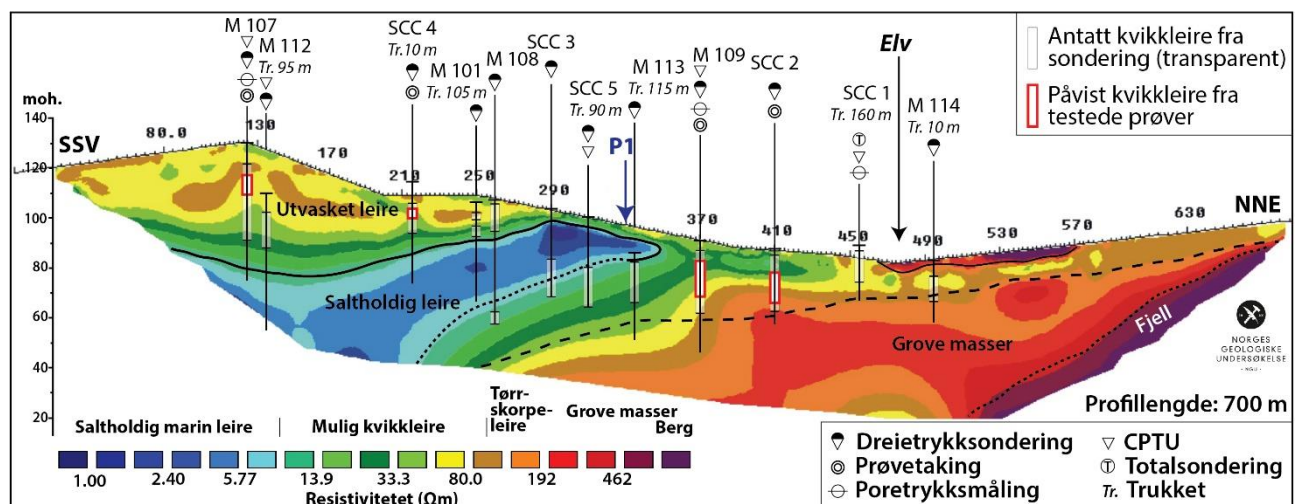 M 107
M 112
Tr. 95 m
SCC 4
Tr.10 m
M 101
Tr. 105 m
M 108
SCC 3
SCC 5
Tr. 90 m
M 113
Tr. 115 m
P1
M 109
SCC 2
Elv
SCC 1
Tr. 160 m
M 114
Tr. 10 m
Antatt kvikkleire fra
sondering (transparent)
Påvist kvikkleire fra
testede prøver
moh.
140
120
100
80
60
40
20
SSV
NNE
80.0
130
170
210
250
290
370
410
450
490
530
570
630
Utvasket leire
Saltholdig leire
Grove masser
Fjell
NORGES
GEOLOGISKE
UNDERSØKELSE
- NGU -
Profillengde: 700 m
Saltholdig marin leire
Mulig kvikkleire
Tørr-
skorpe-
leire
Grove masser
Berg
1.00
2.40
5.77
13.9
33.3
80.0
192
462
Resistivitetet (Ωm)
Dreietrykksondering
Prøvetaking
Poretrykksmåling
CPTU
Totalsondering
Tr. Trukket